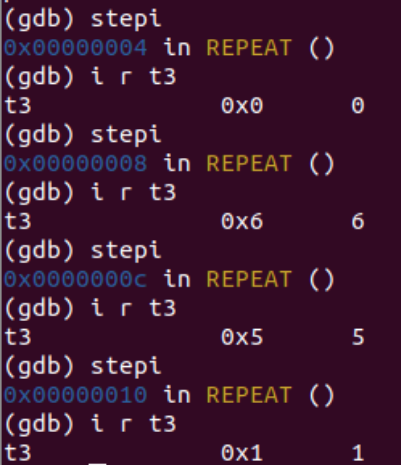 (gdb) stepi
0x00000004 in REPEAT ()
(gdb) i r t3
t3 0x0 0
(gdb) stepi
0x00000008 in REPEAT ()
(gdb) i r t3
t3 0x6 6
(gdb) stepi
0x0000000c in REPEAT ()
(gdb) i r t3
t3 0x5 5
(gdb) stepi
0x00000010 in REPEAT ()
(gdb) i r t3
t3 0x1 1